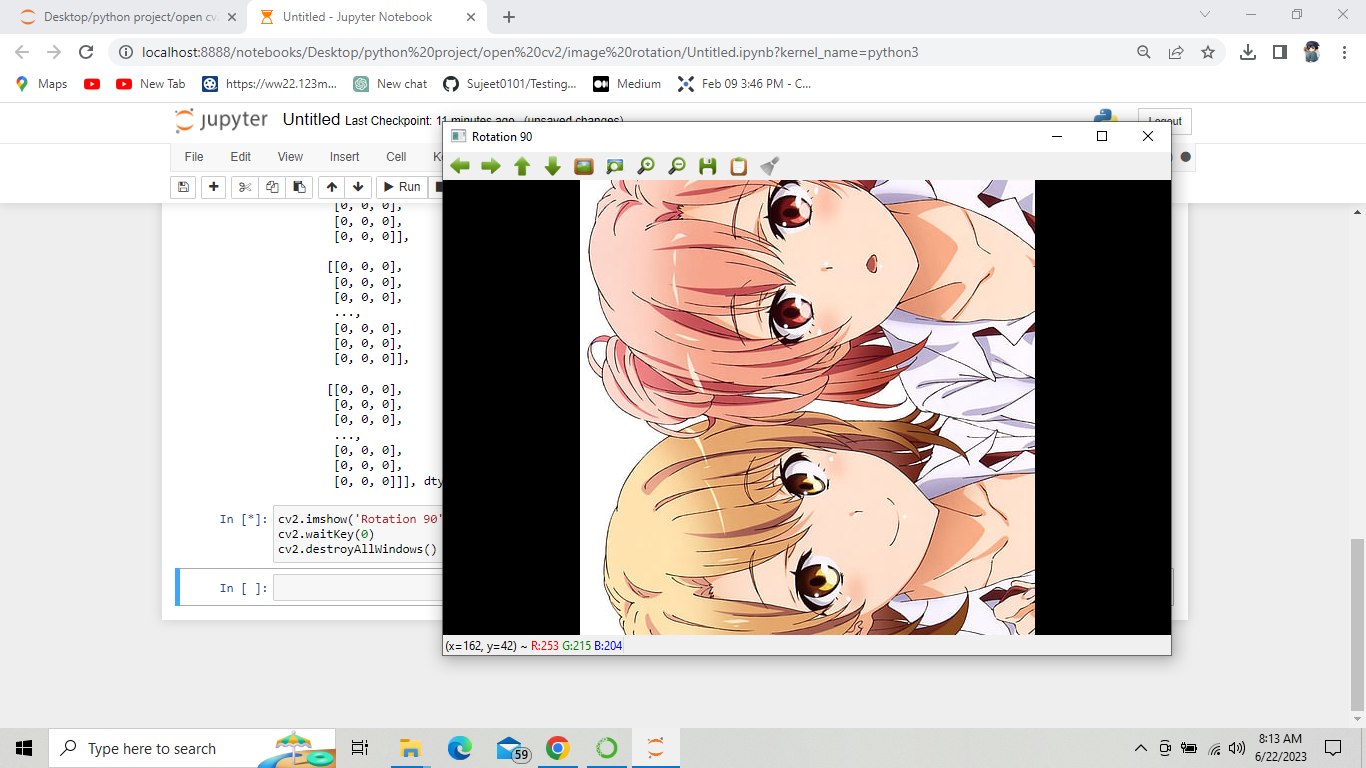 Desktop/python project/open cv
Untitled - Jupyter Notebook
localhost:8888/notebooks/Desktop/python%20project/open%20cv2/image%20rotation/Untitled.ipynb?kernel_name=python3
Maps
New Tab
https://ww22.123m...
New chat
Sujeet0101/Testing...
Medium
Feb 09 3:46 PM - C...
jupyter
Untitled Last Checkpoint: 11 minutes ago (unsaved changes)
Logout
Rotation 90
File
Edit
View
Insert
Cell
Run
[0, 0, 0],
[0, 0, 0],
[0, 0, 0]],
[[0, 0, 0],
[0, 0, 0],
[0, 0, 0],
...,
[0, 0, 0],
[0, 0, 0],
[0, 0, 0]],
[[0, 0, 0],
[0, 0, 0],
[0, 0, 0],
...,
[0, 0, 0],
[0, 0, 0],
[0, 0, 0]]], dty
In [*]:
cv2.imshow('Rotation 90'
cv2.waitKey(0)
cv2.destroyAllWindows()
In [ ]:
(x=162, y=42) ~ R:253 G:215 B:204
Type here to search
59
8:13 AM
6/22/2023